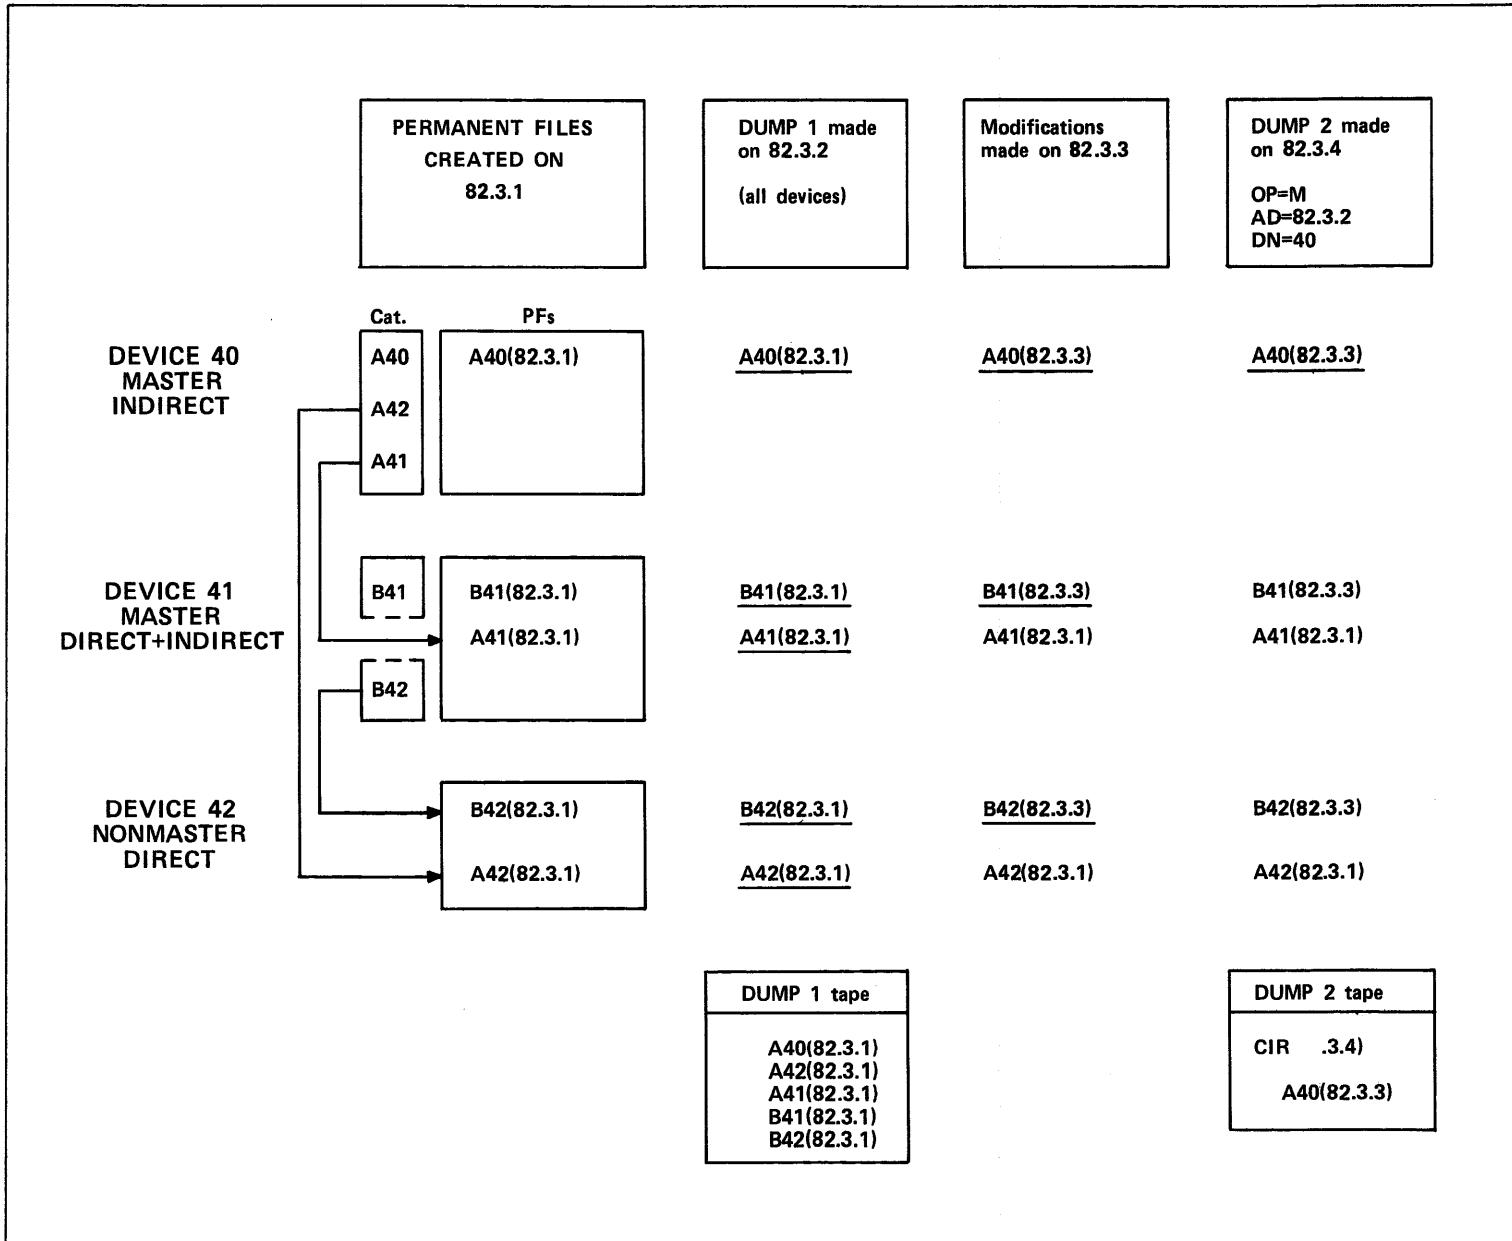 PERMANENT FILES
CREATED ON
82.3.1
DUMP 1 made
on 82.3.2
(all devices)
Modifications
made on 82.3.3
DUMP 2 made
on 82.3.4
OP=M
AD=82.3.2
DN=40
Cat.
PFs
DEVICE 40
MASTER
INDIRECT
A40
A42
A41
A40(82.3.1)
A40(82.3.1)
A40(82.3.3)
A40(82.3.3)
DEVICE 41
MASTER
DIRECT+INDIRECT
B41
B42
B41(82.3.1)
A41(82.3.1)
B41(82.3.1)
A41(82.3.1)
B41(82.3.3)
A41(82.3.1)
B41(82.3.3)
A41(82.3.1)
DEVICE 42
NONMASTER
DIRECT
B42(82.3.1)
A42(82.3.1)
B42(82.3.1)
A42(82.3.1)
B42(82.3.3)
A42(82.3.1)
B42(82.3.3)
A42(82.3.1)
DUMP 1 tape
A40(82.3.1)
A42(82.3.1)
A41(82.3.1)
B41(82.3.1)
B42(82.3.1)
DUMP 2 tape
CIR .3.4)
A40(82.3.3)